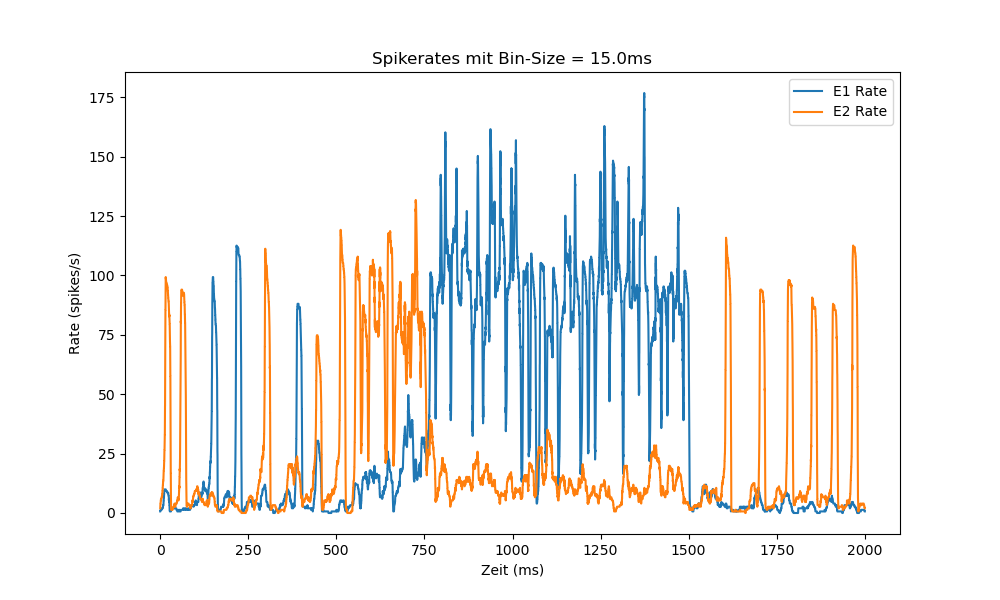 Spikerates mit Bin-Size = 15.0ms
E1 Rate
E2 Rate
Rate (spikes/s)
175
150
125
100
75
50
25
0
0 250 500 750 1000 1250 1500 1750 2000
Zeit (ms)